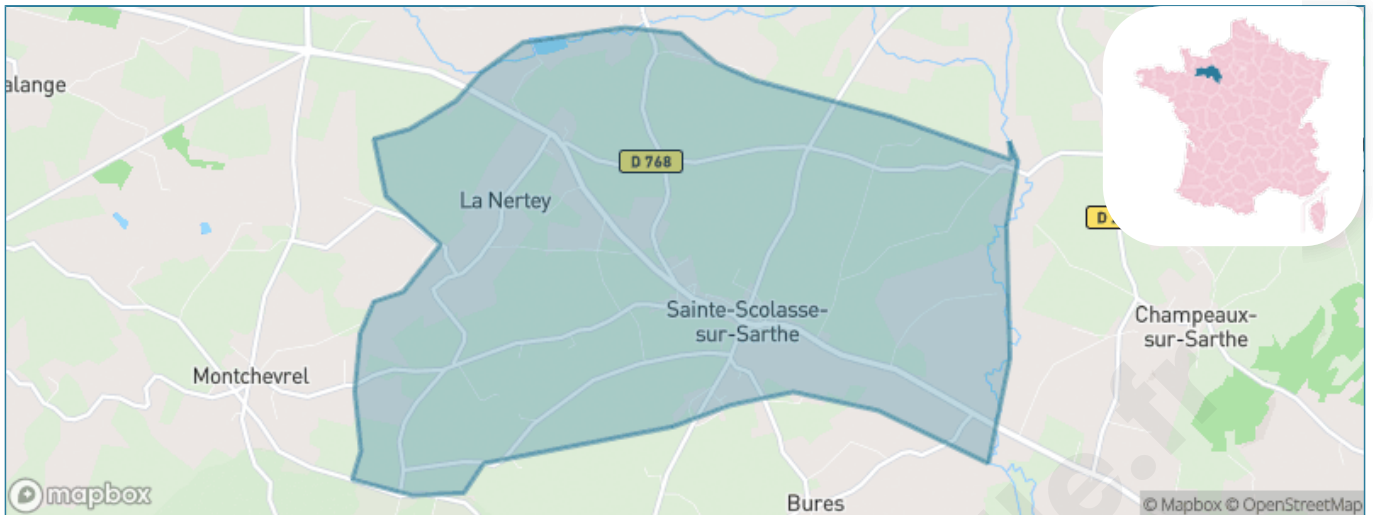 alange
D 768
La Nertey
D
Sainte-Scolasse-
sur-Sarthe
Champeaux-
sur-Sarthe
Montchevrel
Bures
mapbox
© Mapbox © OpenStreetMap